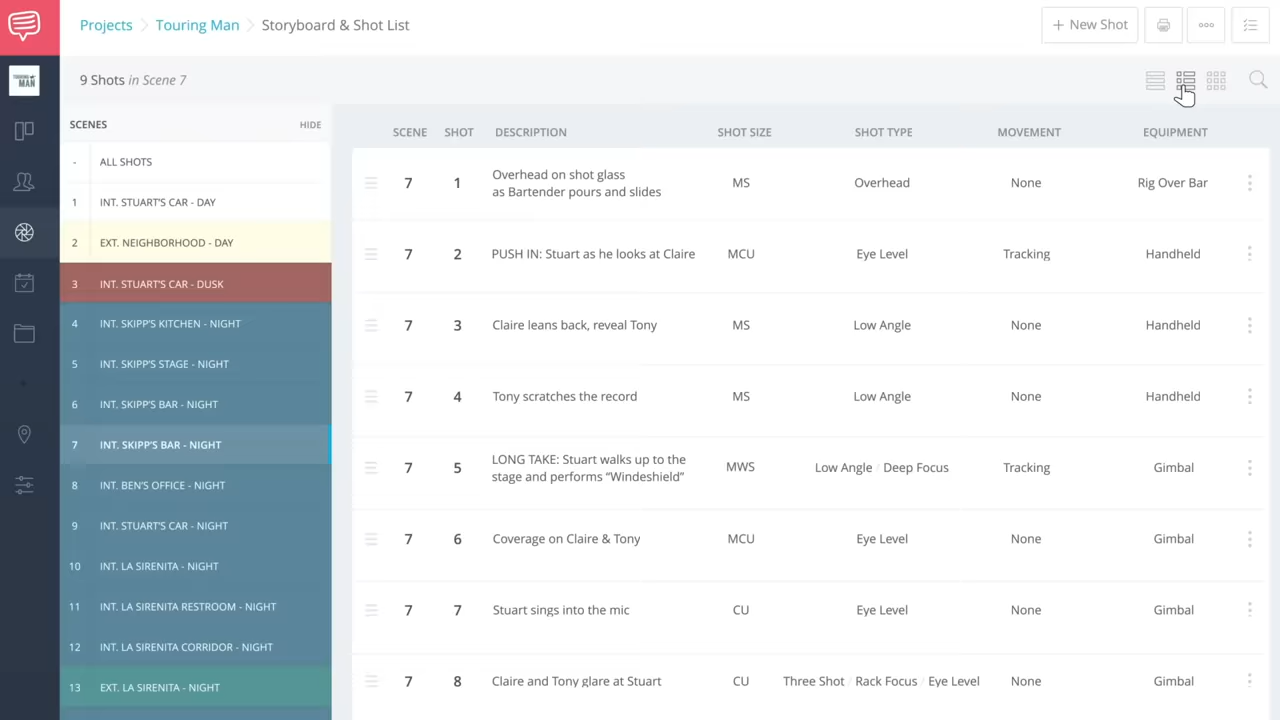 Projects Touring Man Storyboard & Shot List
+ New Shot
TOURING MAN
9 Shots in Scene 7
SCENES HIDE
- ALL SHOTS
1 INT. STUART'S CAR - DAY
2 EXT. NEIGHBORHOOD - DAY
3 INT. STUART'S CAR - DUSK
4 INT. SKIPP'S KITCHEN - NIGHT
5 INT. SKIPP'S STAGE - NIGHT
6 INT. SKIPP'S BAR - NIGHT
7 INT. SKIPP'S BAR - NIGHT
8 INT. BEN'S OFFICE - NIGHT
9 INT. STUART'S CAR - NIGHT
10 INT. LA SIRENITA - NIGHT
11 INT. LA SIRENITA RESTROOM - NIGHT
12 INT. LA SIRENITA CORRIDOR - NIGHT
13 EXT. LA SIRENITA - NIGHT
SCENE SHOT DESCRIPTION SHOT SIZE SHOT TYPE MOVEMENT EQUIPMENT
7 1 Overhead on shot glass
as Bartender pours and slides MS Overhead None Rig Over Bar
7 2 PUSH IN: Stuart as he looks at Claire MCU Eye Level Tracking Handheld
7 3 Claire leans back, reveal Tony MS Low Angle None Handheld
7 4 Tony scratches the record MS Low Angle None Handheld
7 5 LONG TAKE: Stuart walks up to the
stage and performs “Windeshield” MWS Low Angle / Deep Focus Tracking Gimbal
7 6 Coverage on Claire & Tony MCU Eye Level None Gimbal
7 7 Stuart sings into the mic CU Eye Level None Gimbal
7 8 Claire and Tony glare at Stuart CU Three Shot / Rack Focus / Eye Level None Gimbal